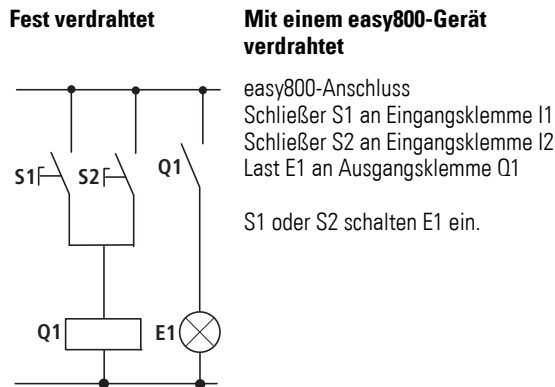 Fest verdrahtet
Mit einem easy800-Gerät
verdrahtet
easy800-Anschluss
Schließer S1 an Eingangsklemme I1
Schließer S2 an Eingangsklemme I2
Last E1 an Ausgangsklemme Q1
S1 oder S2 schalten E1 ein.
S1
S2
Q1
Q1
E1